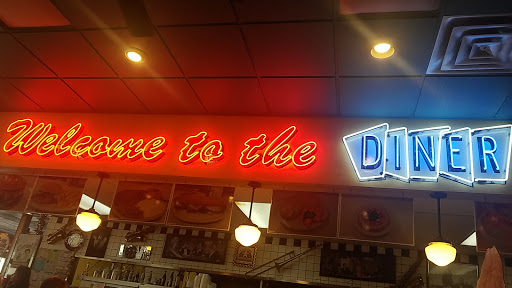 Welcome to the DINER